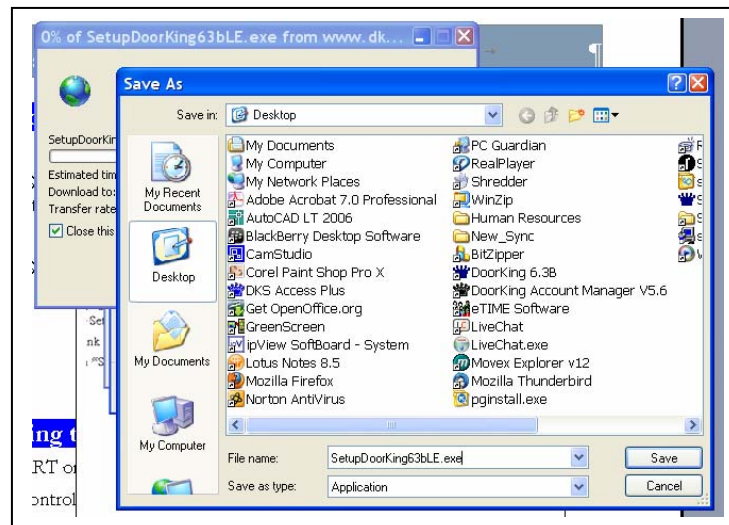 0% of SetupDoorKing63bLE.exe from www.dk...
SetupDoorKin
Estimated tim
Download to:
Transfer rate
Close this
Save As
Save in:
Desktop
My Recent
Documents
Desktop
My Documents
My Computer
My Documents
My Computer
My Network Places
Adobe Acrobat 7.0 Professional
AutoCAD LT 2006
BlackBerry Desktop Software
CamStudio
Corel Paint Shop Pro X
DKS Access Plus
Get OpenOffice.org
GreenScreen
ipView SoftBoard - System
Lotus Notes 8.5
Mozilla Firefox
Norton AntiVirus
PC Guardian
RealPlayer
Shredder
WinZip
Human Resources
New_Sync
BitZipper
DoorKing 6.3B
DoorKing Account Manager V5.6
eTIME Software
LiveChat
LiveChat.exe
Movex Explorer v12
Mozilla Thunderbird
pginstall.exe
File name:
SetupDoorKing63bLE.exe
Save
Save as type:
Application
Cancel
Set
nk
"S
ing t
RT or
ontrol